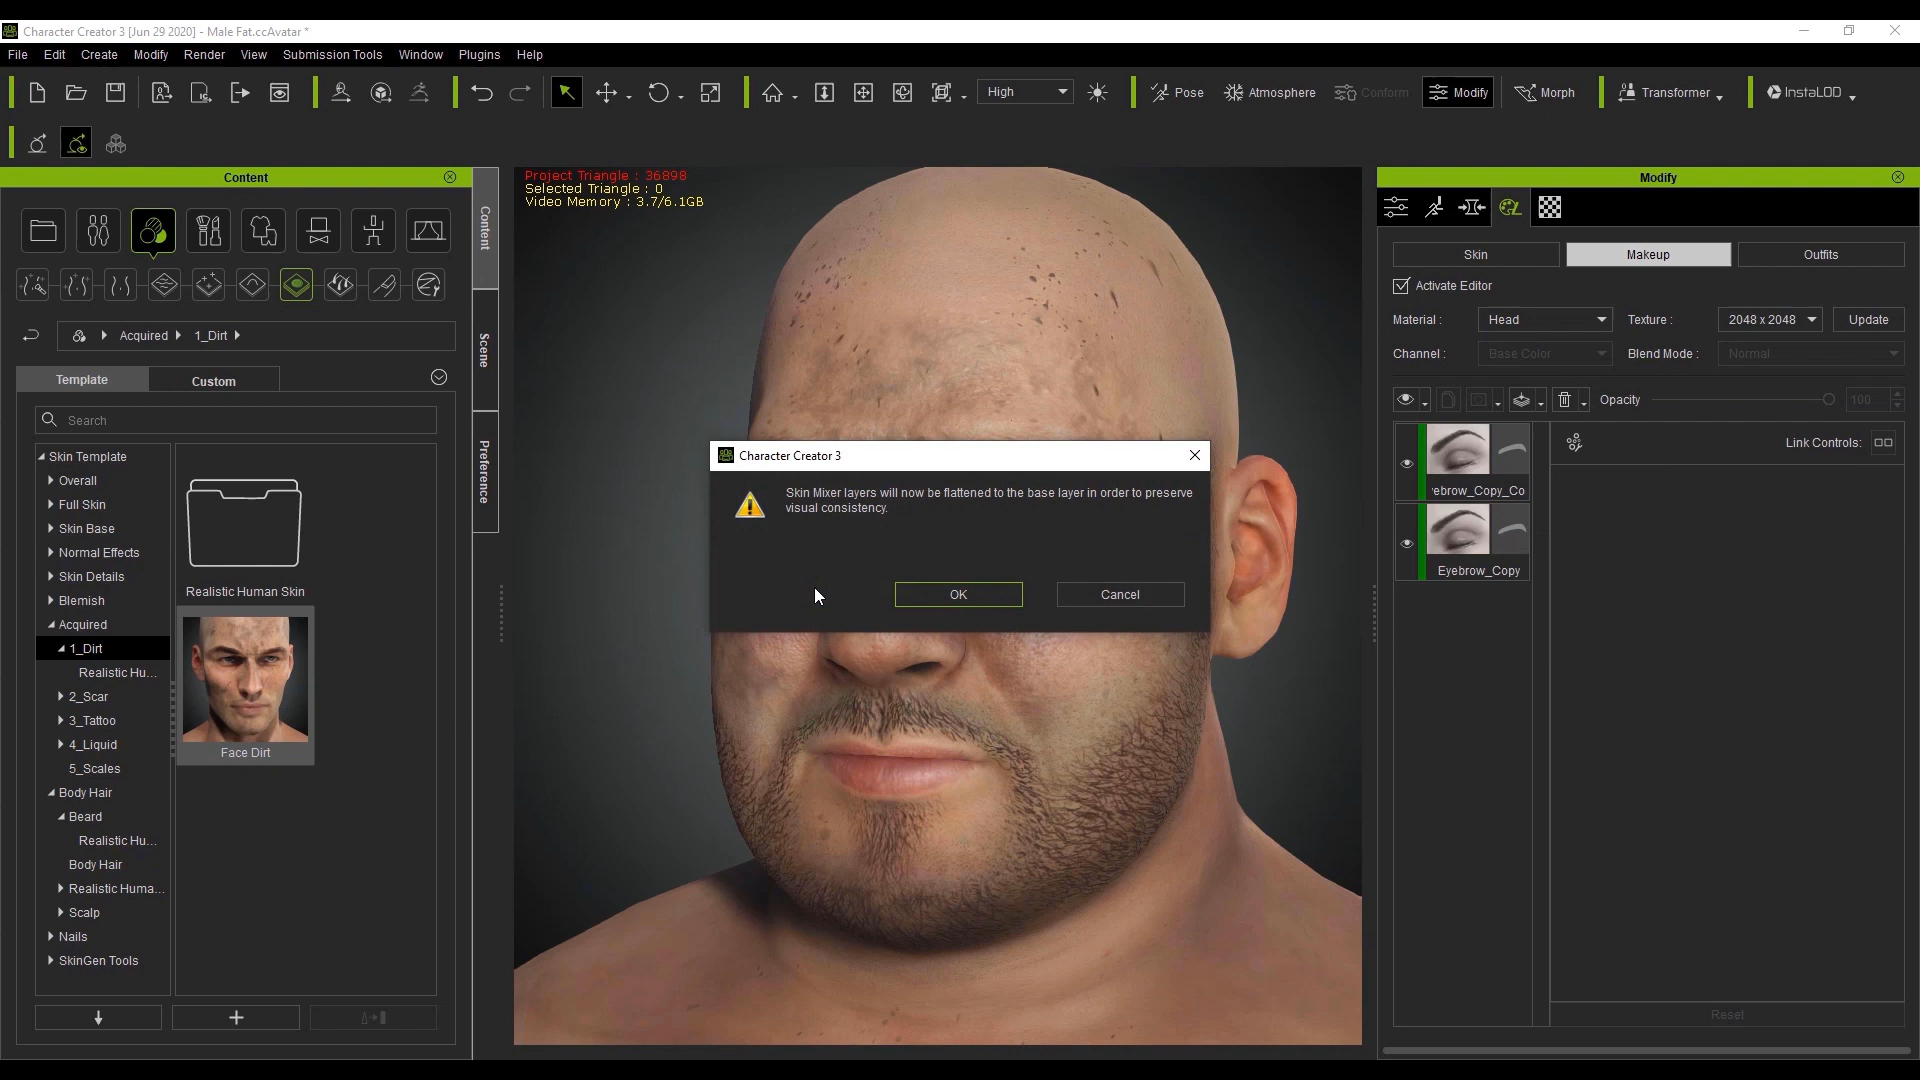 Character Creator 3 [Jun 29 2020] - Male Fat.ccAvatar *
File Edit Create Modify Render View Submission Tools Window Plugins Help
High Pose Atmosphere Conform Modify Morph Transformer InstaLOD
Content
Acquired 1_Dirt
Template Custom
Search
Skin Template
Overall
Full Skin
Skin Base
Normal Effects
Skin Details
Blemish
Acquired
1_Dirt
Realistic Hu...
2_Scar
3_Tattoo
4_Liquid
5_Scales
Body Hair
Beard
Realistic Hu...
Body Hair
Realistic Huma...
Scalp
Nails
SkinGen Tools
Realistic Human Skin
Face Dirt
Content
Scene
Preference
Project Triangle : 36898
Selected Triangle : 0
Video Memory : 3.7/6.1GB
Character Creator 3
Skin Mixer layers will now be flattened to the base layer in order to preserve
visual consistency.
OK Cancel
Modify
Skin Makeup Outfits
Activate Editor
Material : Head Texture : 2048 x 2048 Update
Channel : Base Color Blend Mode : Normal
Opacity 100
Link Controls:
ebrow_Copy_Co
Eyebrow_Copy
Reset